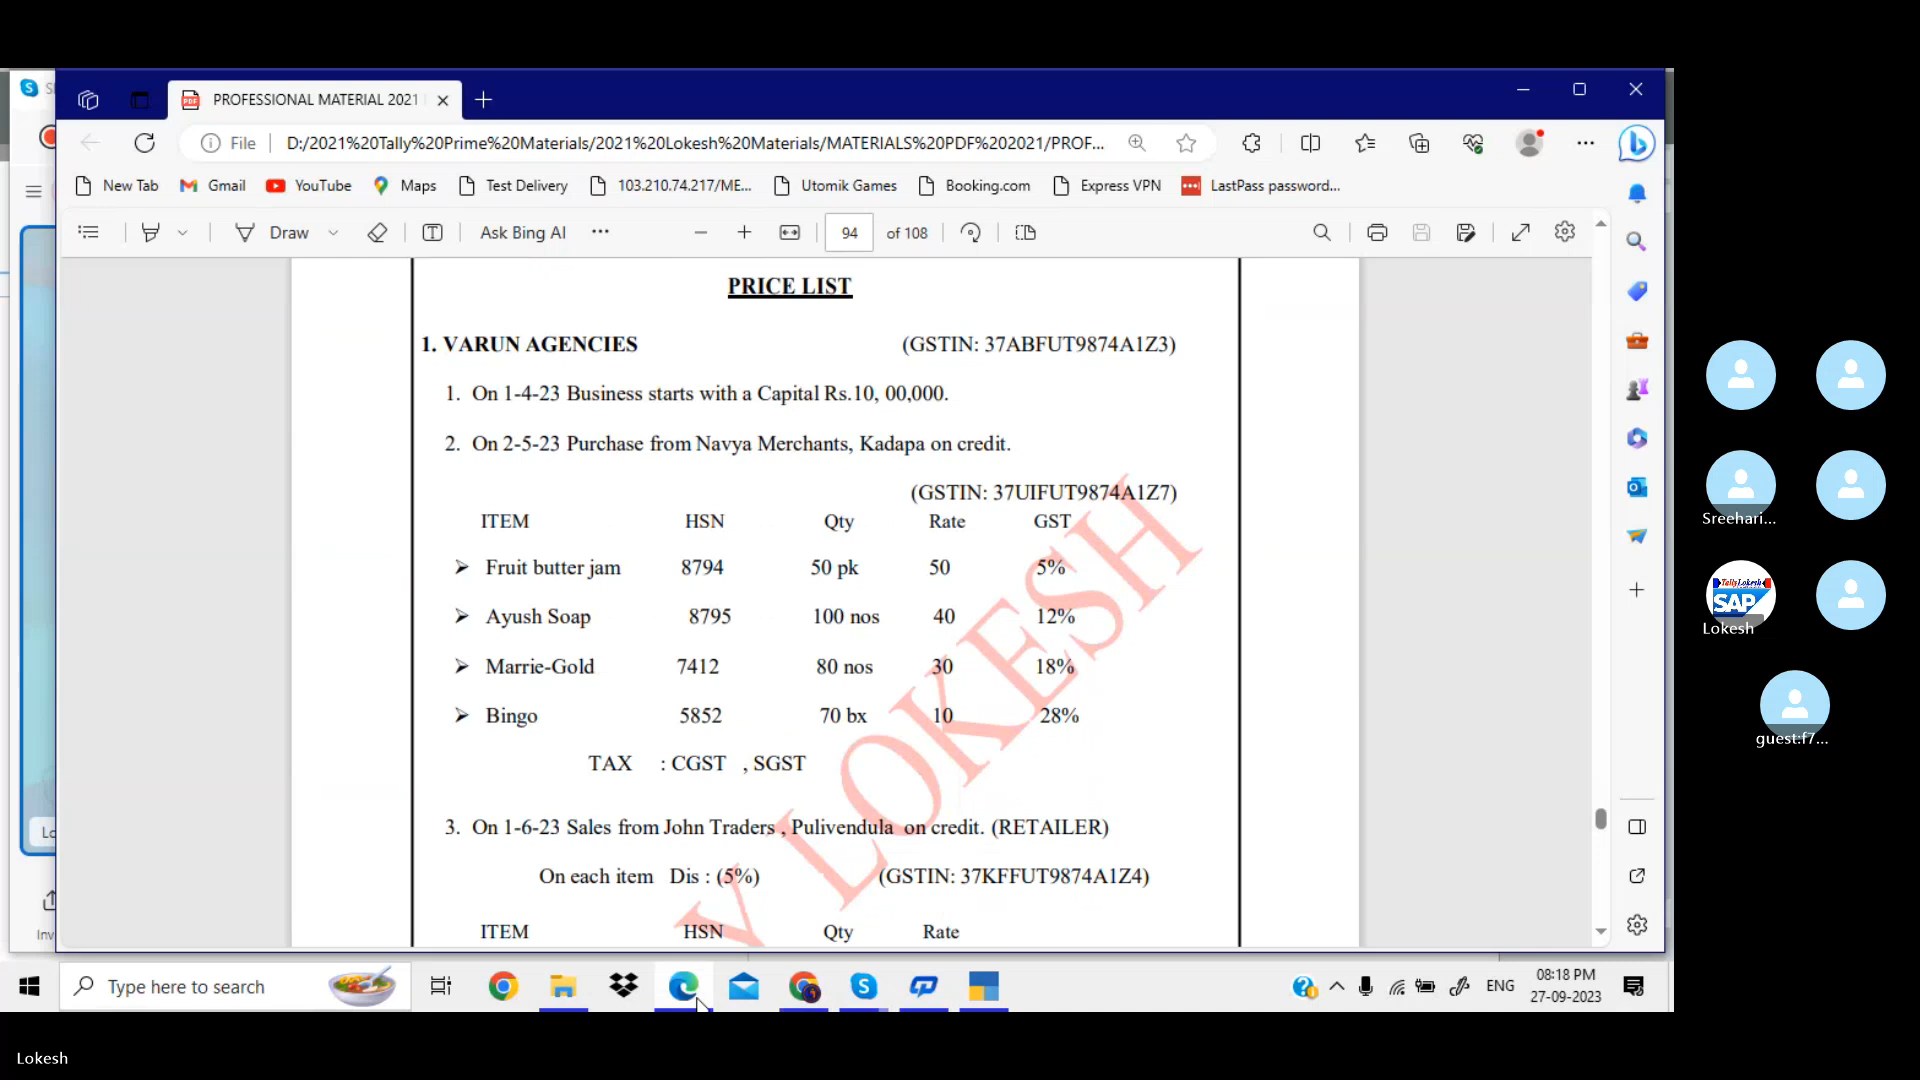 PROFESSIONAL MATERIAL 2021
File
D:/2021%20Tally%20Prime%20Materials/2021%20Lokesh%20Materials/MATERIALS%20PDF%202021/PROF...
New Tab
Gmail
YouTube
Maps
Test Delivery
103.210.74.217/ME...
Utomik Games
Booking.com
Express VPN
LastPass password...
Draw
Ask Bing AI
94 of 108
PRICE LIST
1. VARUN AGENCIES (GSTIN: 37ABFUT9874A1Z3)
1. On 1-4-23 Business starts with a Capital Rs.10, 00,000.
2. On 2-5-23 Purchase from Navya Merchants, Kadapa on credit.
(GSTIN: 37UIFUT9874A1Z7)
ITEM HSN Qty Rate GST
➢ Fruit butter jam 8794 50 pk 50 5%
➢ Ayush Soap 8795 100 nos 40 12%
➢ Marrie-Gold 7412 80 nos 30 18%
➢ Bingo 5852 70 bx 10 28%
TAX : CGST , SGST
3. On 1-6-23 Sales from John Traders , Pulivendula on credit. (RETAILER)
On each item Dis : (5%) (GSTIN: 37KFFUT9874A1Z4)
ITEM HSN Qty Rate
Y LOKESH
Inv
Type here to search
ENG
08:18 PM
27-09-2023
Sreehari...
Tally Lokesh
SAP
Lokesh
guest:f7...
Lokesh